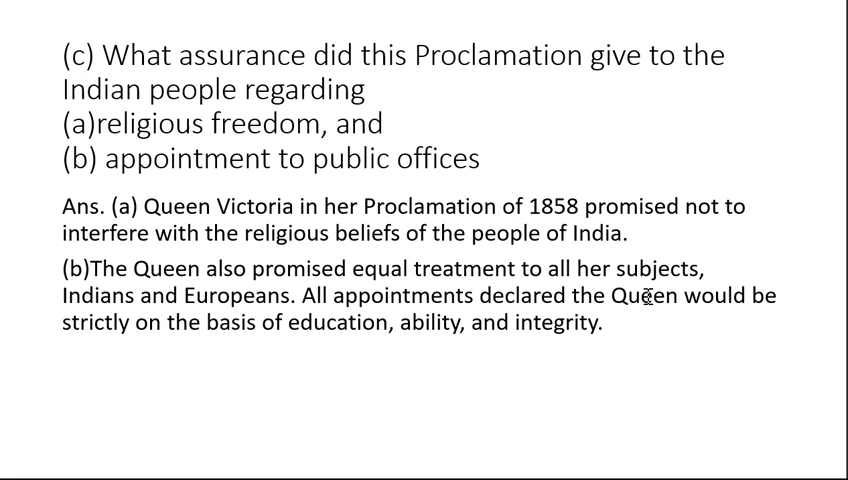 (c) What assurance did this Proclamation give to the
Indian people regarding
(a)religious freedom, and
(b) appointment to public offices
Ans. (a) Queen Victoria in her Proclamation of 1858 promised not to
interfere with the religious beliefs of the people of India.
(b)The Queen also promised equal treatment to all her subjects,
Indians and Europeans. All appointments declared the Queen would be
strictly on the basis of education, ability, and integrity.